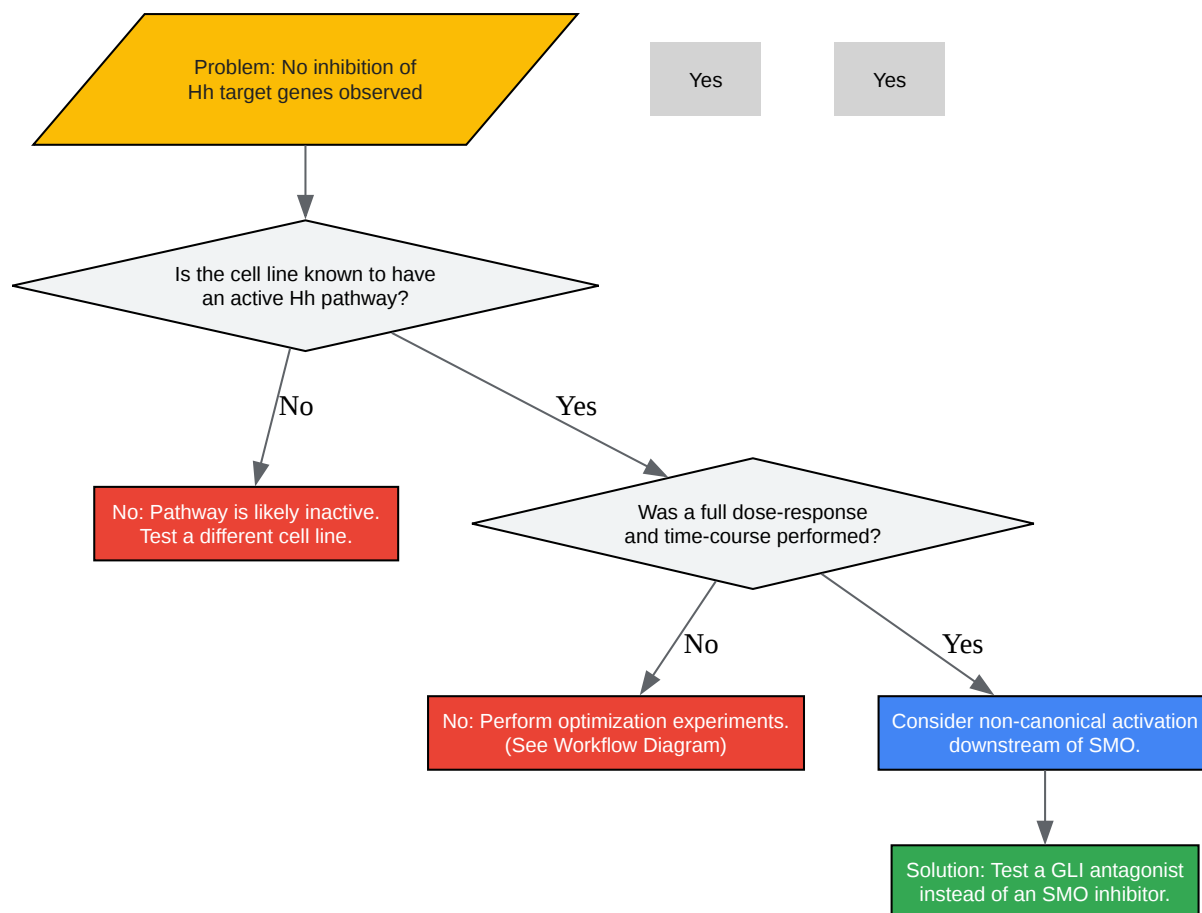 Problem: No inhibition of
Hh target genes observed
Yes
Yes
Is the cell line known to have
an active Hh pathway?
No
Yes
No: Pathway is likely inactive.
Test a different cell line.
Was a full dose-response
and time-course performed?
No
Yes
No: Perform optimization experiments.
(See Workflow Diagram)
Consider non-canonical activation
downstream of SMO.
Solution: Test a GLI antagonist
instead of an SMO inhibitor.